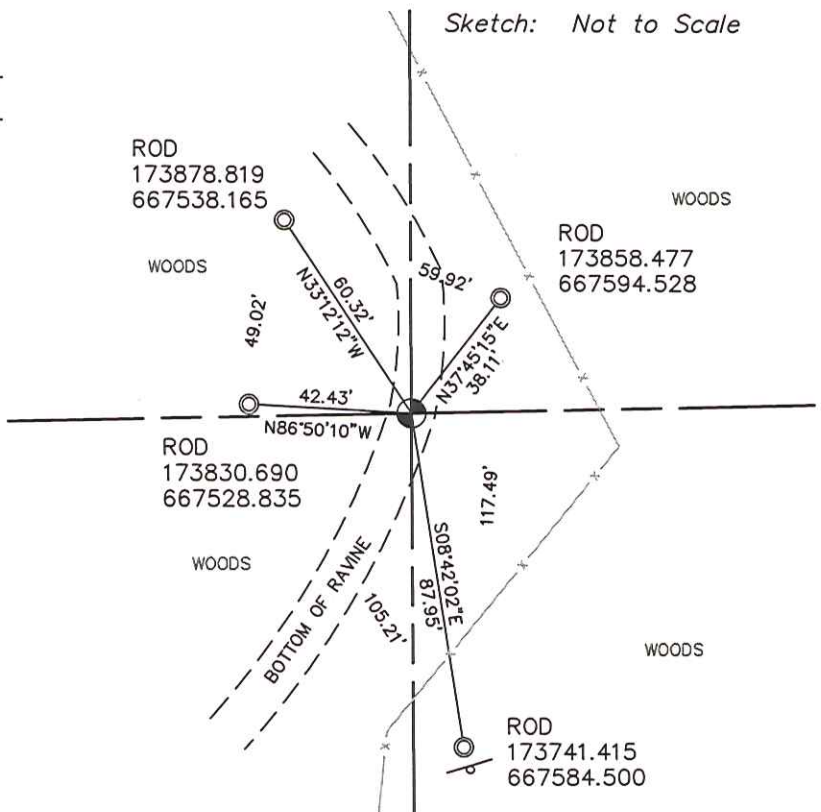 Sketch: Not to Scale
ROD
173878.819
667538.165
WOODS
ROD
173858.477
667594.528
WOODS
59.92'
60.32'
N33°12'12"W
49.02'
N37°45'15"E
38.11'
42.43'
N86°50'10"W
ROD
173830.690
667528.835
117.49'
S08°42'02"E
87.95'
WOODS
BOTTOM OF RAVINE
105.21'
WOODS
ROD
173741.415
667584.500